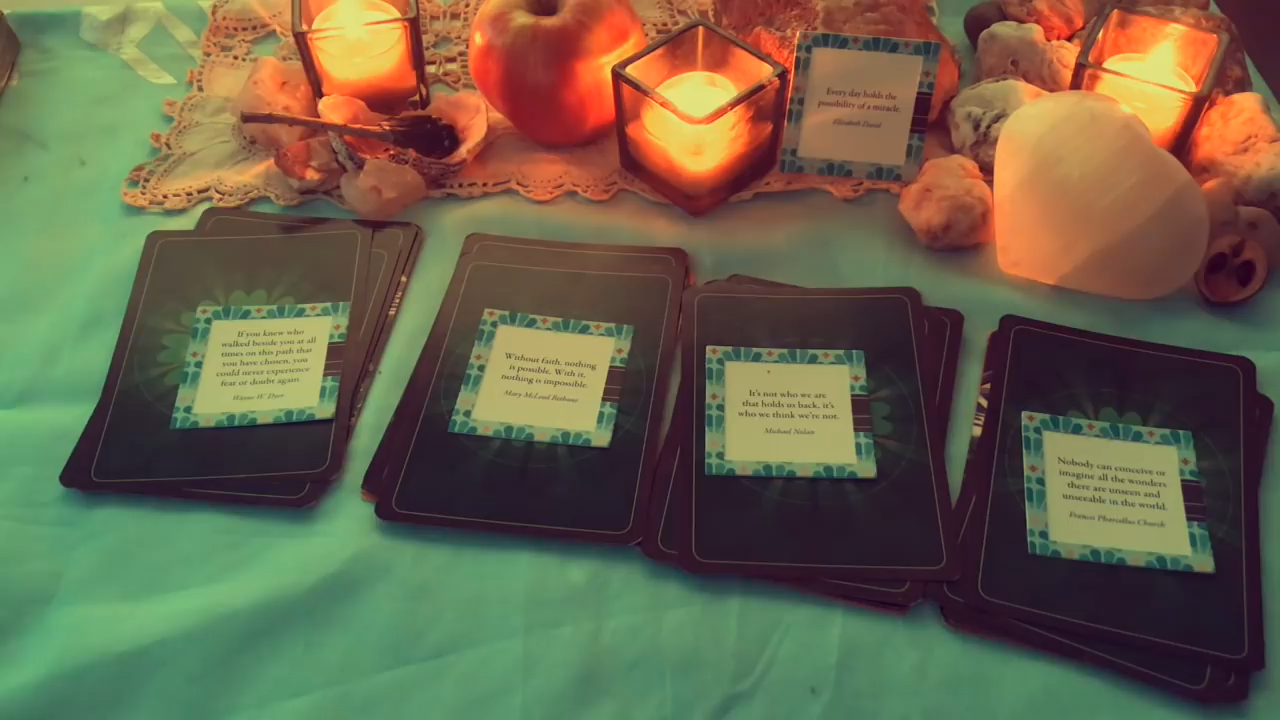 Every day holds the
possibility of a miracle.
Elizabeth David
If you knew who
walked beside you at all
times on this path that
you have chosen, you
could never experience
fear or doubt again.
Wayne W. Dyer
Without faith, nothing
is possible. With it,
nothing is impossible.
Mary McLeod Bethune
It's not who we are
that holds us back, it's
who we think we're not.
Michael Nolan
Nobody can conceive or
imagine all the wonders
there are unseen and
unseeable in the world.
Francis Pharcellus Church